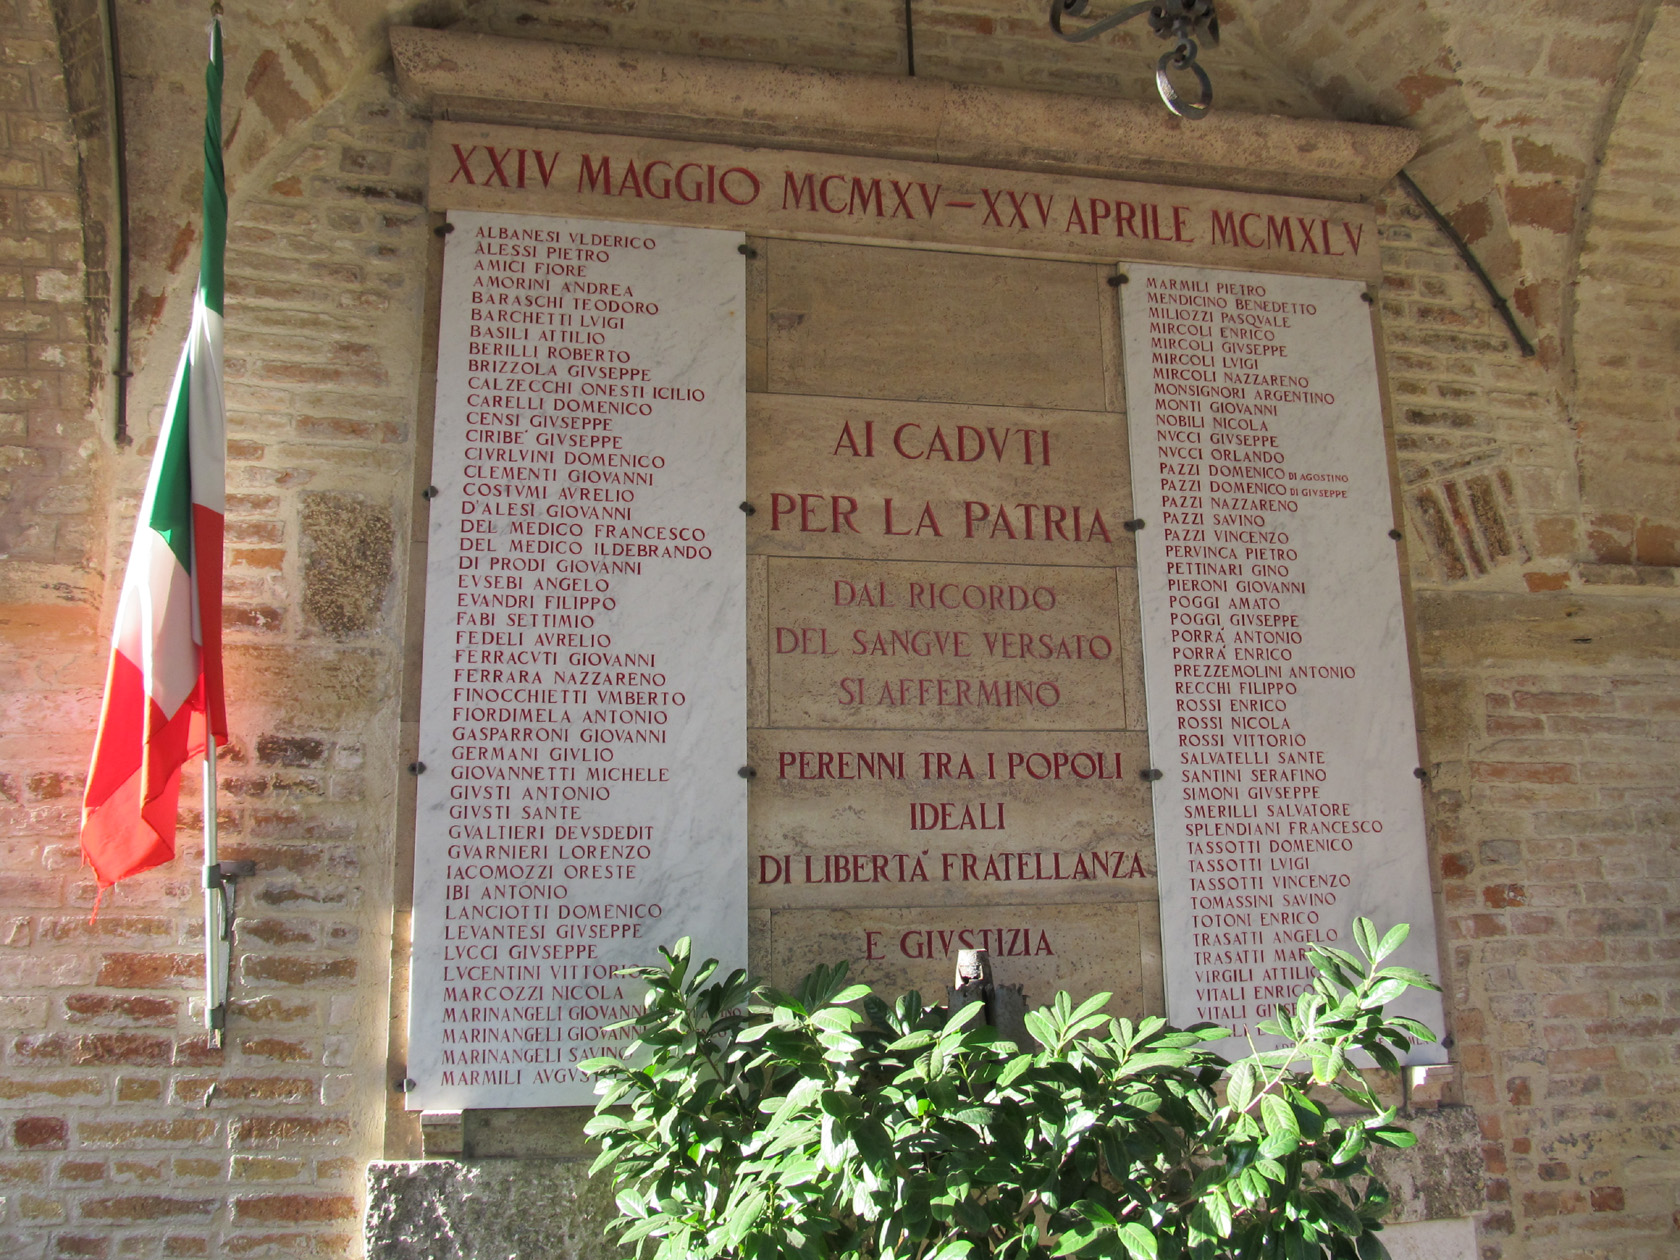 XXIV MAGGIO MCMXV – XXV APRILE MCMXLV
ALBANESI VLDERICO
ALESSI PIETRO
AMICI FIORE
AMORINI ANDREA
BARASCHI TEODORO
BARCHETTI LVIGI
BASILI ATTILIO
BERILLI ROBERTO
BRIZZOLA GIVSEPPE
CALZECCHI ONESTI ICILIO
CARELLI DOMENICO
CENSI GIVSEPPE
CIRIBE' GIVSEPPE
CIVRLVINI DOMENICO
CLEMENTI GIOVANNI
COSTVMI AVRELIO
D'ALESI GIOVANNI
DEL MEDICO FRANCESCO
DEL MEDICO ILDEBRANDO
DI PRODI GIOVANNI
EVSEBI ANGELO
EVANDRI FILIPPO
FABI SETTIMIO
FEDELI AVRELIO
FERRACVTI GIOVANNI
FERRARA NAZZARENO
FINOCCHIETTI VMBERTO
FIORDIMELA ANTONIO
GASPARRONI GIOVANNI
GERMANI GIVLIO
GIOVANNETTI MICHELE
GIVSTI ANTONIO
GIVSTI SANTE
GVALTIERI DEVSDEDIT
GVARNIERI LORENZO
IACOMOZZI ORESTE
IBI ANTONIO
LANCIOTTI DOMENICO
LEVANTESI GIVSEPPE
LVCCI GIVSEPPE
LVCENTINI VITTORIO
MARCOZZI NICOLA
MARINANGELI GIOVANNI
MARINANGELI GIOVANNI
MARINANGELI SAVINO
MARMILI
AI CADVTI
PER LA PATRIA
DAL RICORDO
DEL SANGVE VERSATO
SI AFFERMINO
PERENNI TRA I POPOLI
IDEALI
DI LIBERTA' FRATELLANZA
E GIVSTIZIA
MARMILI PIETRO
MENDICINO BENEDETTO
MILIOZZI PASQVALE
MIRCOLI ENRICO
MIRCOLI GIVSEPPE
MIRCOLI LVIGI
MIRCOLI NAZZARENO
MONSIGNORI ARGENTINO
MONTI GIOVANNI
NOBILI NICOLA
NVCCI GIVSEPPE
NVCCI ORLANDO
PAZZI DOMENICO DI AGOSTINO
PAZZI DOMENICO DI GIVSEPPE
PAZZI NAZZARENO
PAZZI SAVINO
PAZZI VINCENZO
PERVINCA PIETRO
PETTINARI GINO
PIERONI GIOVANNI
POGGI AMATO
POGGI GIVSEPPE
PORRA' ANTONIO
PORRA' ENRICO
PREZZEMOLINI ANTONIO
RECCHI FILIPPO
ROSSI ENRICO
ROSSI NICOLA
ROSSI VITTORIO
SALVATELLI SANTE
SANTINI SERAFINO
SIMONI GIVSEPPE
SMERILLI SALVATORE
SPLENDIANI FRANCESCO
TASSOTTI DOMENICO
TASSOTTI LVIGI
TASSOTTI VINCENZO
TOMASSINI SAVINO
TOTONI ENRICO
TRASATTI ANGELO
TRASATTI
VIRGILI ATTILIO
VITALI ENRICO
VITALI